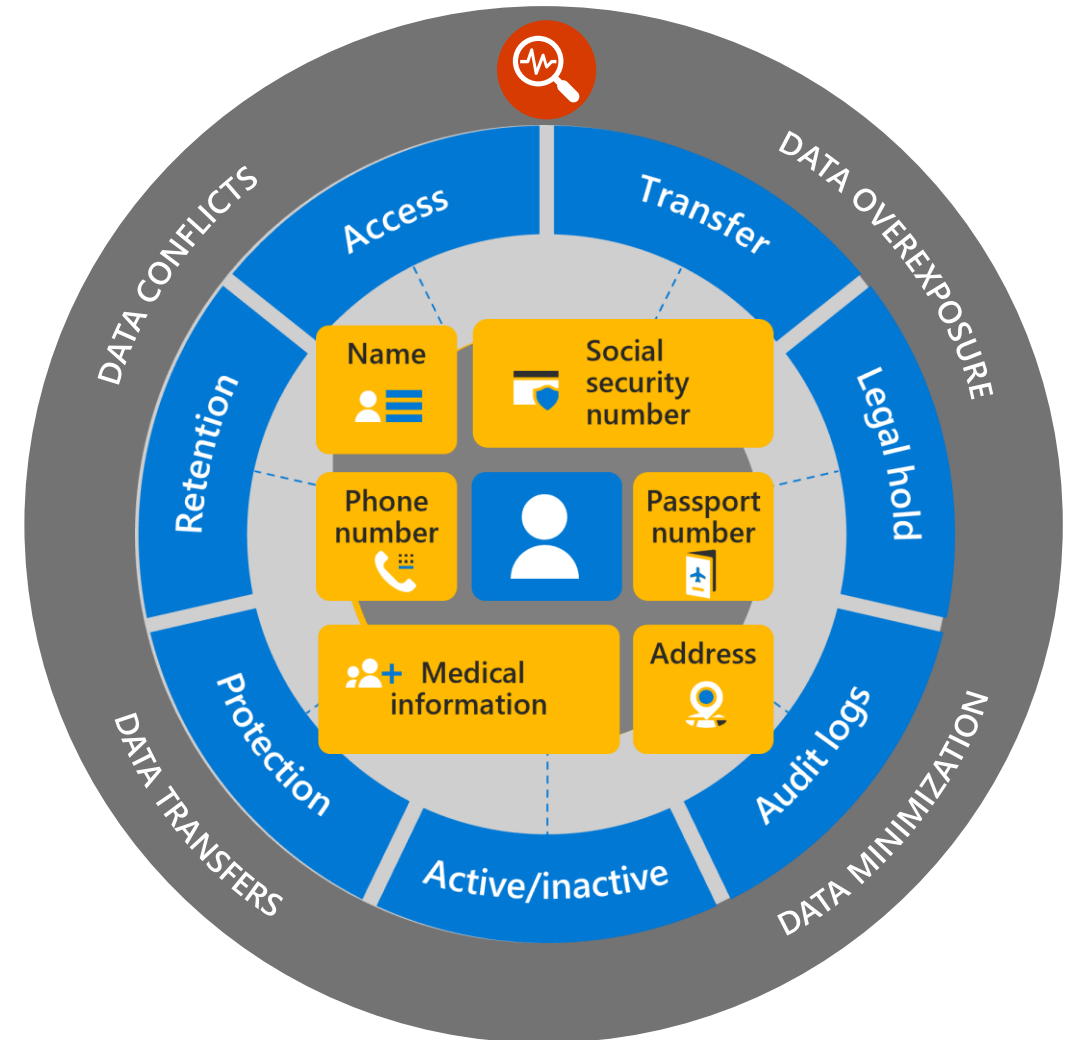 DATA CONFLICTS
DATA OVEREXPOSURE
DATA TRANSFERS
DATA MINIMIZATION
Access
Transfer
Retention
Legal hold
Protection
Audit logs
Active/inactive
Name
Social
security
number
Phone
number
Passport
number
Medical
information
Address